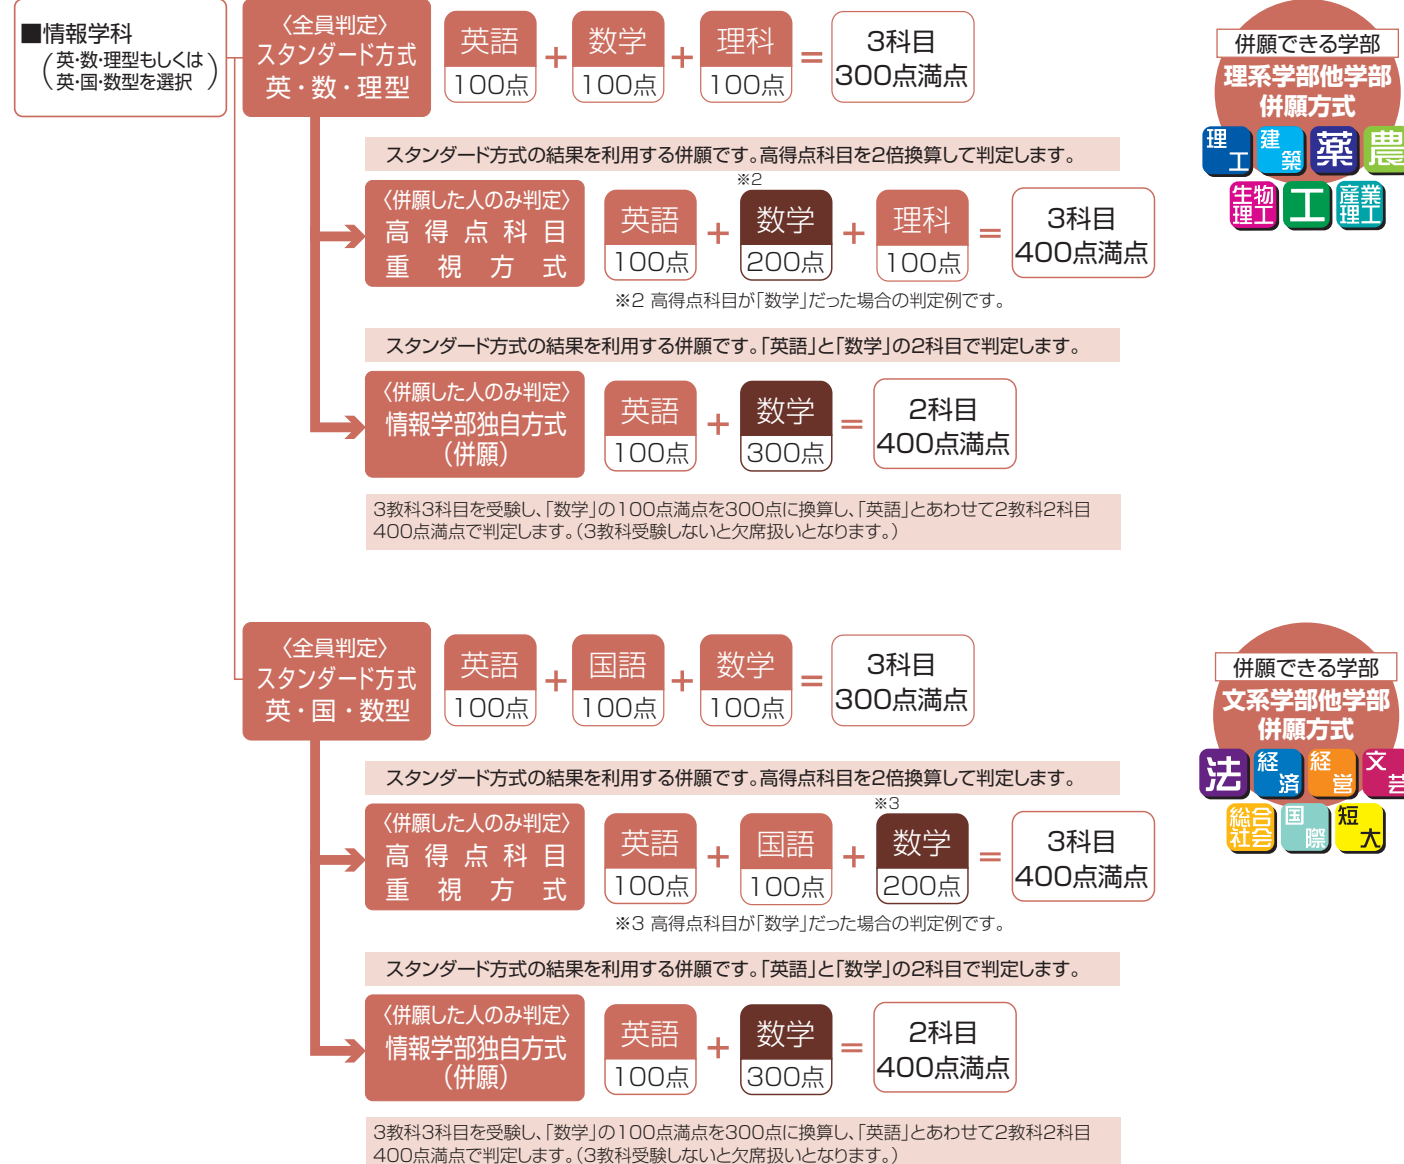 ■情報学科
(英・数・理型もしくは
英・国・数型を選択)
〈全員判定〉
スタンダード方式
英・数・理型
英語 + 数学 + 理科 = 3科目
100点 100点 100点 300点満点
併願できる学部
理系学部他学部
併願方式
理工 建築 薬 農
生物理工 工 産業理工
スタンダード方式の結果を利用する併願です。高得点科目を2倍換算して判定します。
※2
〈併願した人のみ判定〉
高得点科目
重視方式
英語 + 数学 + 理科 = 3科目
100点 200点 100点 400点満点
※2 高得点科目が「数学」だった場合の判定例です。
スタンダード方式の結果を利用する併願です。「英語」と「数学」の2科目で判定します。
〈併願した人のみ判定〉
情報学部独自方式
(併願)
英語 + 数学 = 2科目
100点 300点 400点満点
3教科3科目を受験し、「数学」の100点満点を300点に換算し、「英語」とあわせて2教科2科目
400点満点で判定します。(3教科受験しないと欠席扱いとなります。)
〈全員判定〉
スタンダード方式
英・国・数型
英語 + 国語 + 数学 = 3科目
100点 100点 100点 300点満点
併願できる学部
文系学部他学部
併願方式
法 経済 経営 文芸
総合社会 国際 短大
スタンダード方式の結果を利用する併願です。高得点科目を2倍換算して判定します。
※3
〈併願した人のみ判定〉
高得点科目
重視方式
英語 + 国語 + 数学 = 3科目
100点 100点 200点 400点満点
※3 高得点科目が「数学」だった場合の判定例です。
スタンダード方式の結果を利用する併願です。「英語」と「数学」の2科目で判定します。
〈併願した人のみ判定〉
情報学部独自方式
(併願)
英語 + 数学 = 2科目
100点 300点 400点満点
3教科3科目を受験し、「数学」の100点満点を300点に換算し、「英語」とあわせて2教科2科目
400点満点で判定します。(3教科受験しないと欠席扱いとなります。)